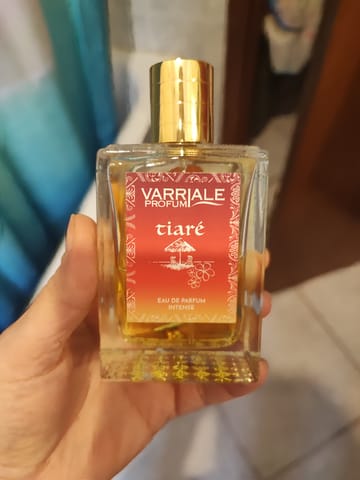 VARRIALE
PROFUMI
tiaré
EAU DE PARFUM
INTENSE